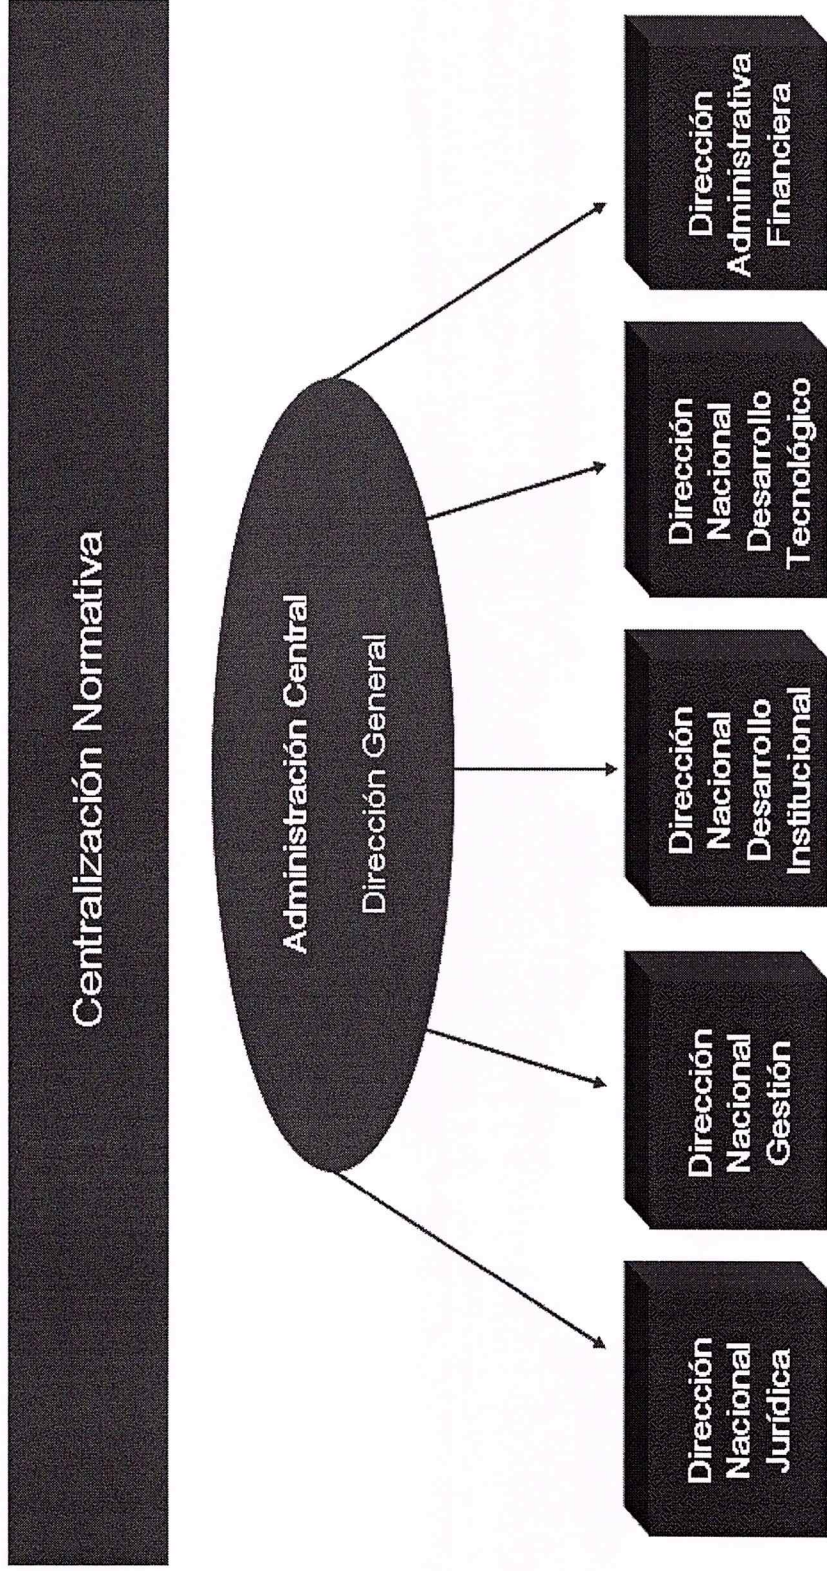 Centralización Normativa
Administración Central
Dirección General
Dirección
Nacional
Jurídica
Dirección
Nacional
Gestión
Dirección
Nacional
Desarrollo
Institucional
Dirección
Nacional
Desarrollo
Tecnológico
Dirección
Administrativa
Financiera